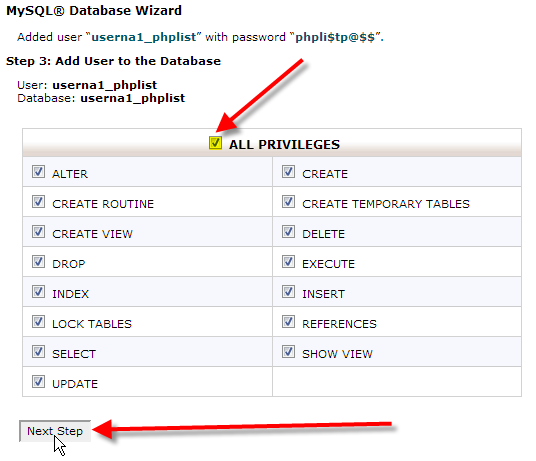 MySQL® Database Wizard
Added user “userna1_phplist” with password “phpli$tp@$$”.
Step 3: Add User to the Database
User: userna1_phplist
Database: userna1_phplist
ALL PRIVILEGES
ALTER CREATE
CREATE ROUTINE CREATE TEMPORARY TABLES
CREATE VIEW DELETE
DROP EXECUTE
INDEX INSERT
LOCK TABLES REFERENCES
SELECT SHOW VIEW
UPDATE
Next Step